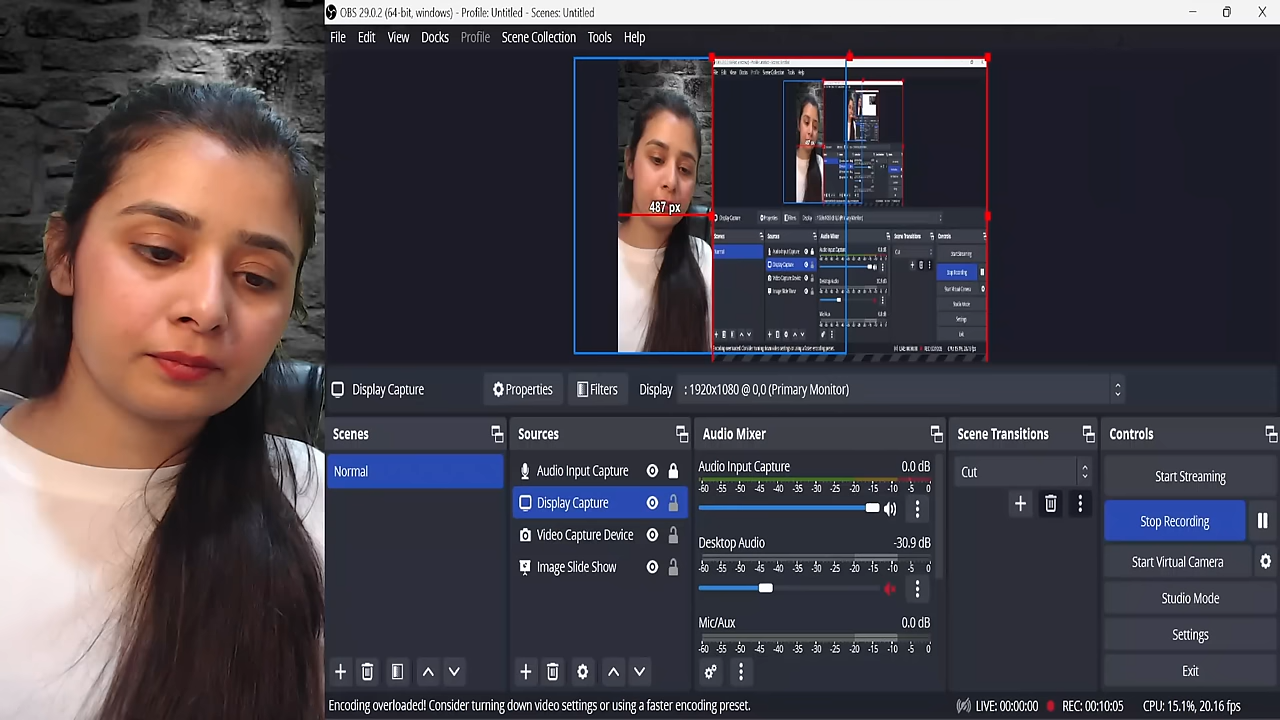 OBS 29.0.2 (64-bit, windows) - Profile: Untitled - Scenes: Untitled
File Edit View Docks Profile Scene Collection Tools Help
487 px
Display Capture Properties Filters Display : 1920x1080 @ 0,0 (Primary Monitor)
Scenes
Normal
Sources
Audio Input Capture
Display Capture
Video Capture Device
Image Slide Show
Audio Mixer
Audio Input Capture 0.0 dB
-60 -55 -50 -45 -40 -35 -30 -25 -20 -15 -10 -5 0
Desktop Audio -30.9 dB
-60 -55 -50 -45 -40 -35 -30 -25 -20 -15 -10 -5 0
Mic/Aux 0.0 dB
-60 -55 -50 -45 -40 -35 -30 -25 -20 -15 -10 -5 0
Scene Transitions
Cut
Controls
Start Streaming
Stop Recording
Start Virtual Camera
Studio Mode
Settings
Exit
Encoding overloaded! Consider turning down video settings or using a faster encoding preset. LIVE: 00:00:00 REC: 00:10:05 CPU: 15.1%, 20.16 fps